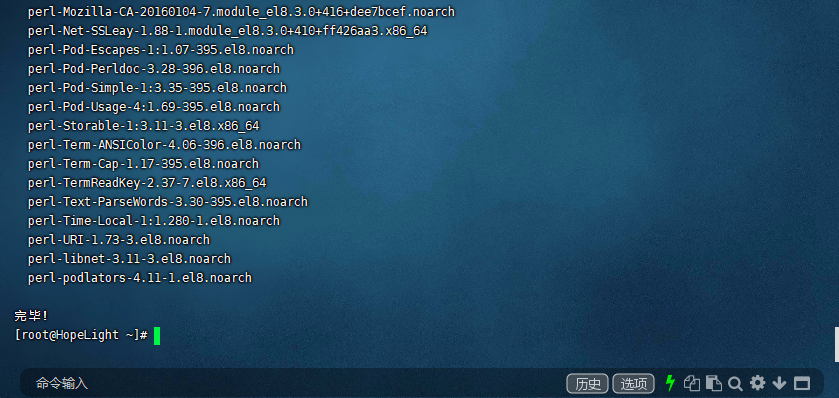 perl-Mozilla-CA-20160104-7.module_el8.3.0+416+dee7bcef.noarch
perl-Net-SSLeay-1.88-1.module_el8.3.0+410+ff426aa3.x86_64
perl-Pod-Escapes-1:1.07-395.el8.noarch
perl-Pod-Perldoc-3.28-396.el8.noarch
perl-Pod-Simple-1:3.35-395.el8.noarch
perl-Pod-Usage-4:1.69-395.el8.noarch
perl-Storable-1:3.11-3.el8.x86_64
perl-Term-ANSIColor-4.06-396.el8.noarch
perl-Term-Cap-1.17-395.el8.noarch
perl-TermReadKey-2.37-7.el8.x86_64
perl-Text-ParseWords-3.30-395.el8.noarch
perl-Time-Local-1:1.280-1.el8.noarch
perl-URI-1.73-3.el8.noarch
perl-libnet-3.11-3.el8.noarch
perl-podlators-4.11-1.el8.noarch
完毕！
[root@HopeLight ~]#
命令输入 历史 选项